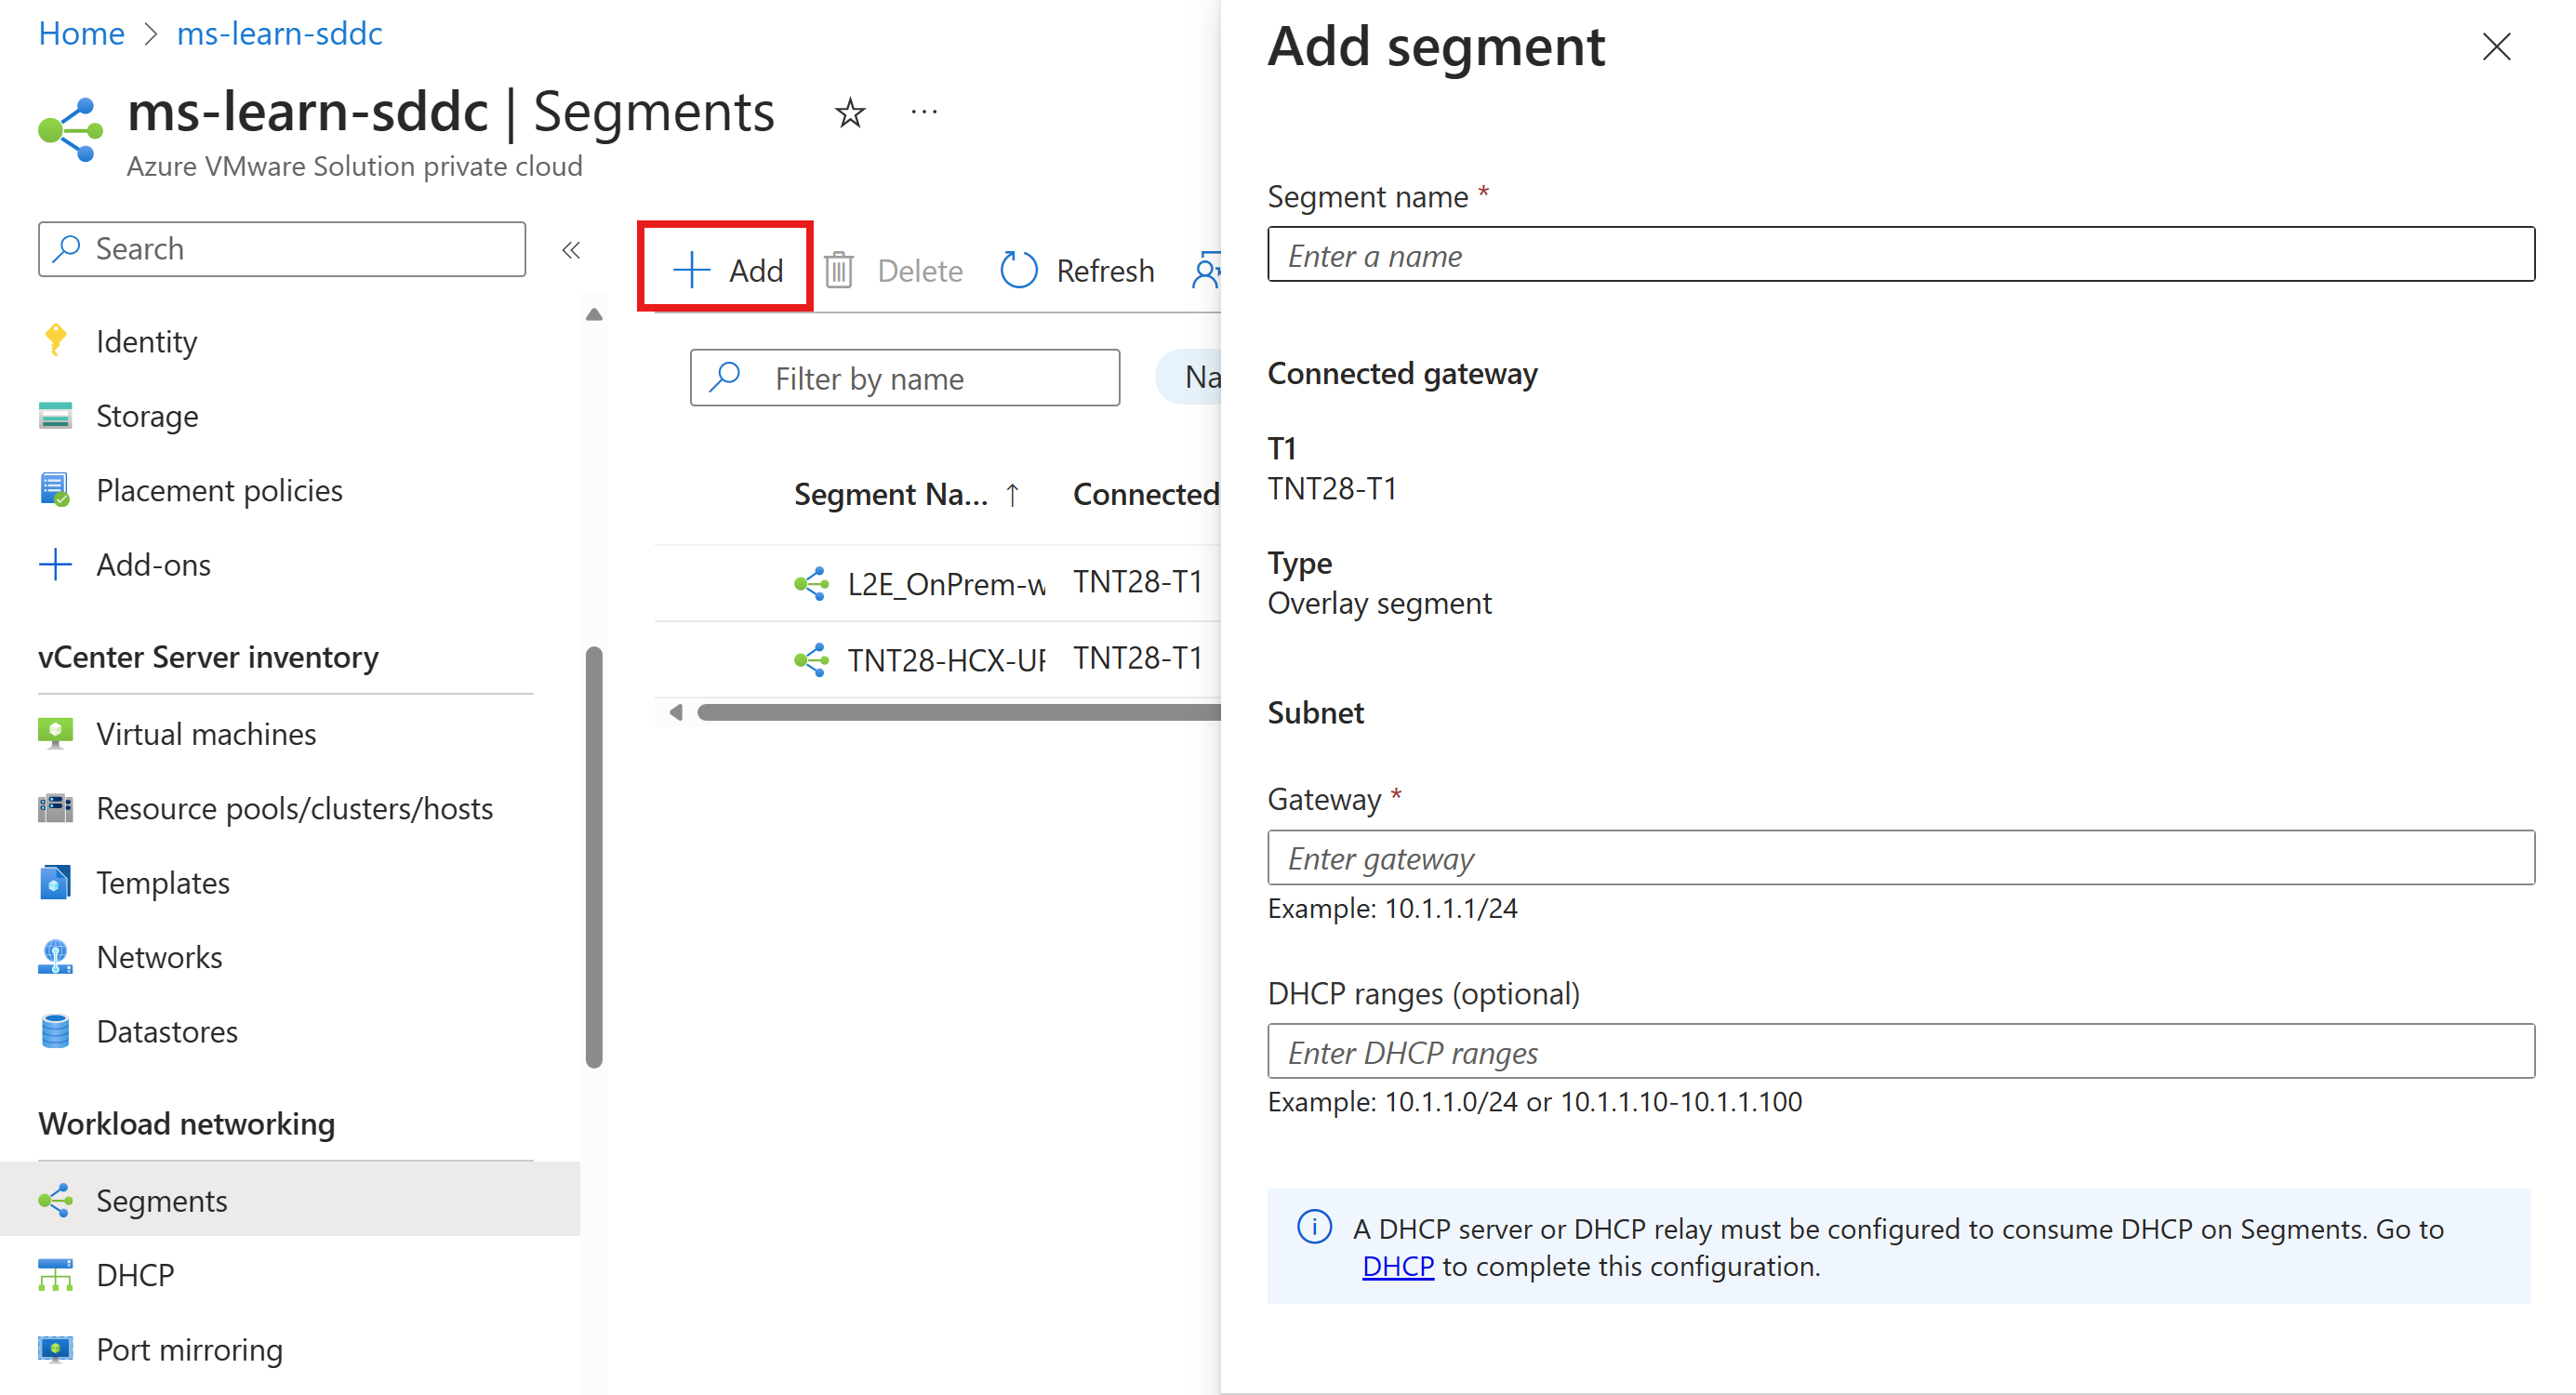 Home > ms-learn-sddc
ms-learn-sddc | Segments
Azure VMware Solution private cloud
Search
Identity
Storage
Placement policies
Add-ons
vCenter Server inventory
Virtual machines
Resource pools/clusters/hosts
Templates
Networks
Datastores
Workload networking
Segments
DHCP
Port mirroring
Add Delete Refresh
Filter by name Na
Segment Na... ↑ Connected
L2E_OnPrem-w TNT28-T1
TNT28-HCX-UF TNT28-T1
Add segment
Segment name *
Enter a name
Connected gateway
T1
TNT28-T1
Type
Overlay segment
Subnet
Gateway *
Enter gateway
Example: 10.1.1.1/24
DHCP ranges (optional)
Enter DHCP ranges
Example: 10.1.1.0/24 or 10.1.1.10-10.1.1.100
A DHCP server or DHCP relay must be configured to consume DHCP on Segments. Go to
DHCP to complete this configuration.